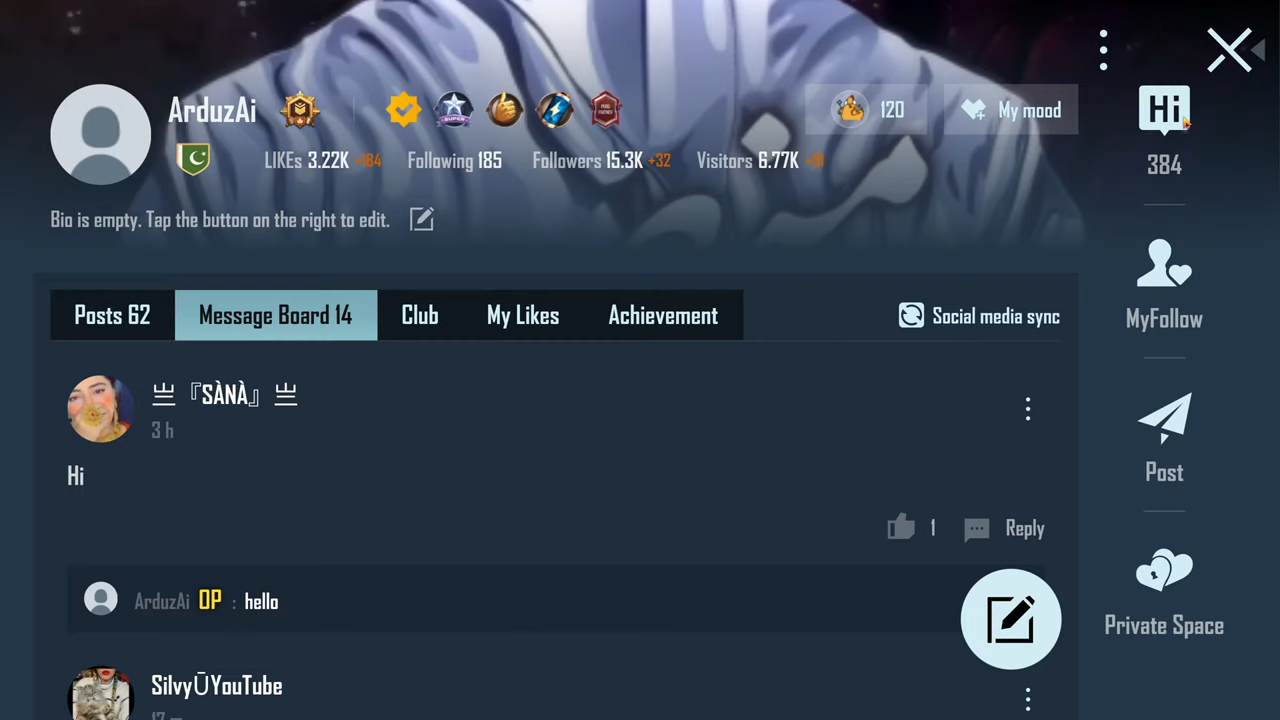 ArduzAi
120
My mood
Hi
384
LIKEs 3.22K +184
Following 185
Followers 15.3K +32
Visitors 6.77K
Bio is empty. Tap the button on the right to edit.
Posts 62
Message Board 14
Club
My Likes
Achievement
Social media sync
MyFollow
亗 『SÀNÀ』 亗
3 h
Hi
1
Reply
Post
ArduzAi OP : hello
Private Space
SilvyŪYouTube
SUPER